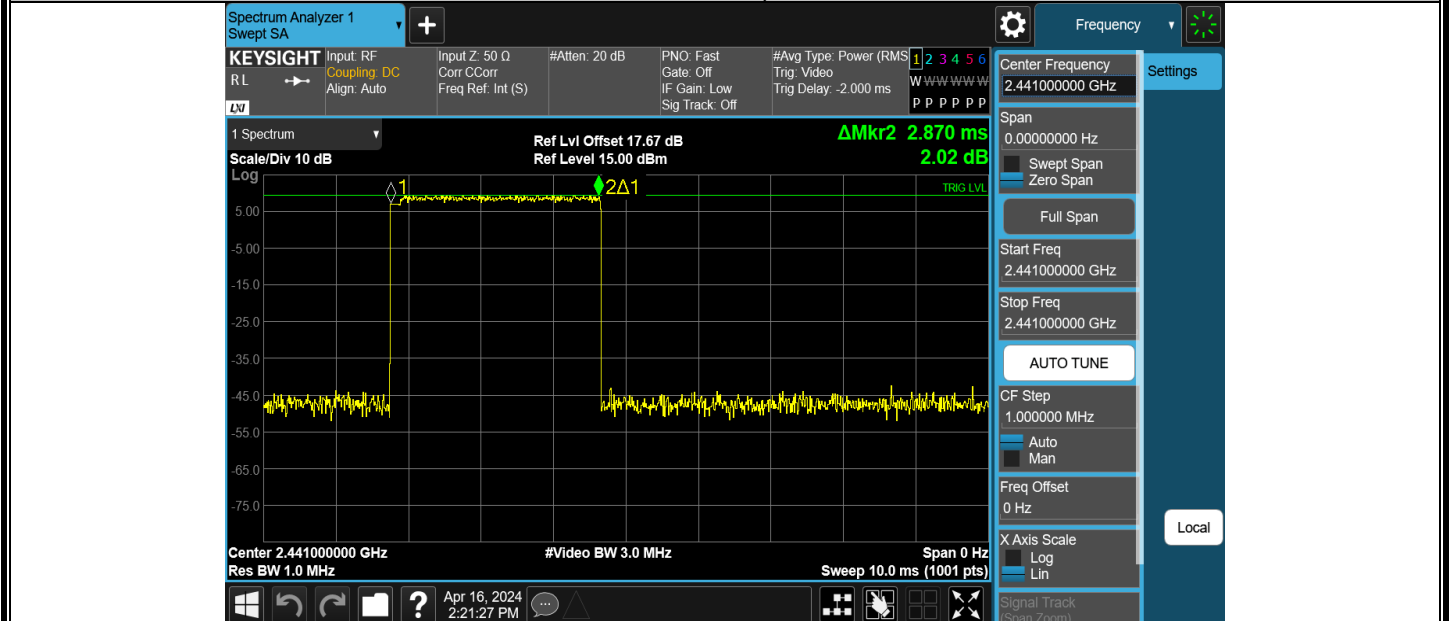 Spectrum Analyzer 1
Swept SA
+
Frequency
KEYSIGHT
RL
LXI
Input: RF
Coupling: DC
Align: Auto
Input Z: 50 Ω
Corr CCorr
Freq Ref: Int (S)
#Atten: 20 dB
PNO: Fast
Gate: Off
IF Gain: Low
Sig Track: Off
#Avg Type: Power (RMS
Trig: Video
Trig Delay: -2.000 ms
1 2 3 4 5 6
W W W W W W
P P P P P P
1 Spectrum
Scale/Div 10 dB
Log
Ref Lvl Offset 17.67 dB
Ref Level 15.00 dBm
ΔMkr2 2.870 ms
2.02 dB
1
2Δ1
TRIG LVL
5.00
-5.00
-15.0
-25.0
-35.0
-45.0
-55.0
-65.0
-75.0
Center 2.441000000 GHz
Res BW 1.0 MHz
#Video BW 3.0 MHz
Span 0 Hz
Sweep 10.0 ms (1001 pts)
?
Apr 16, 2024
2:21:27 PM
Center Frequency
2.441000000 GHz
Span
0.00000000 Hz
Swept Span
Zero Span
Full Span
Start Freq
2.441000000 GHz
Stop Freq
2.441000000 GHz
AUTO TUNE
CF Step
1.000000 MHz
Auto
Man
Freq Offset
0 Hz
X Axis Scale
Log
Lin
Signal Track
(Span Zoom)
Settings
Local